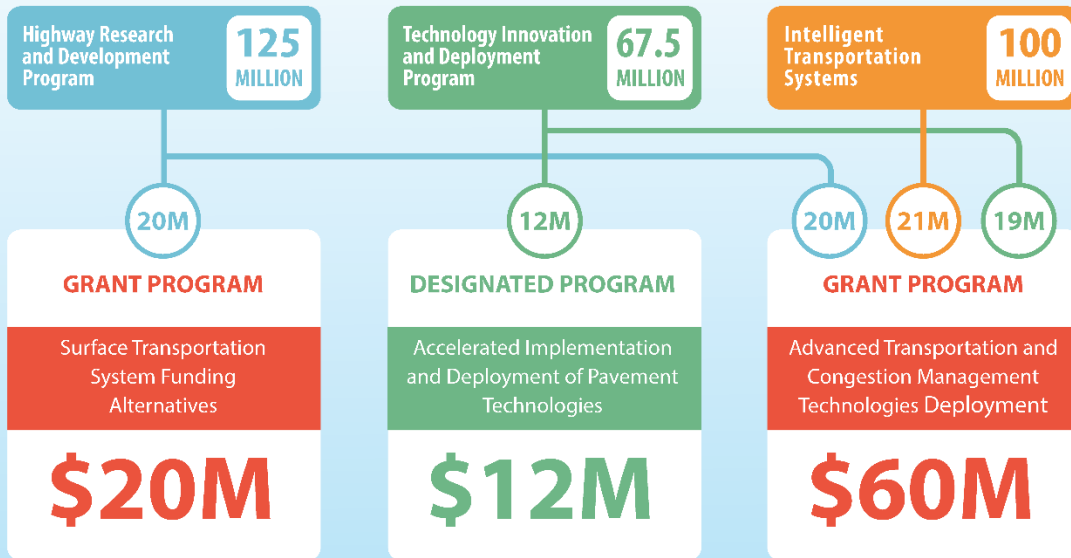 Highway Research
and Development
Program
125
MILLION
Technology Innovation
and Deployment
Program
67.5
MILLION
Intelligent
Transportation
Systems
100
MILLION
20M
12M
20M
21M
19M
GRANT PROGRAM
Surface Transportation
System Funding
Alternatives
$20M
DESIGNATED PROGRAM
Accelerated Implementation
and Deployment of Pavement
Technologies
$12M
GRANT PROGRAM
Advanced Transportation and
Congestion Management
Technologies Deployment
$60M